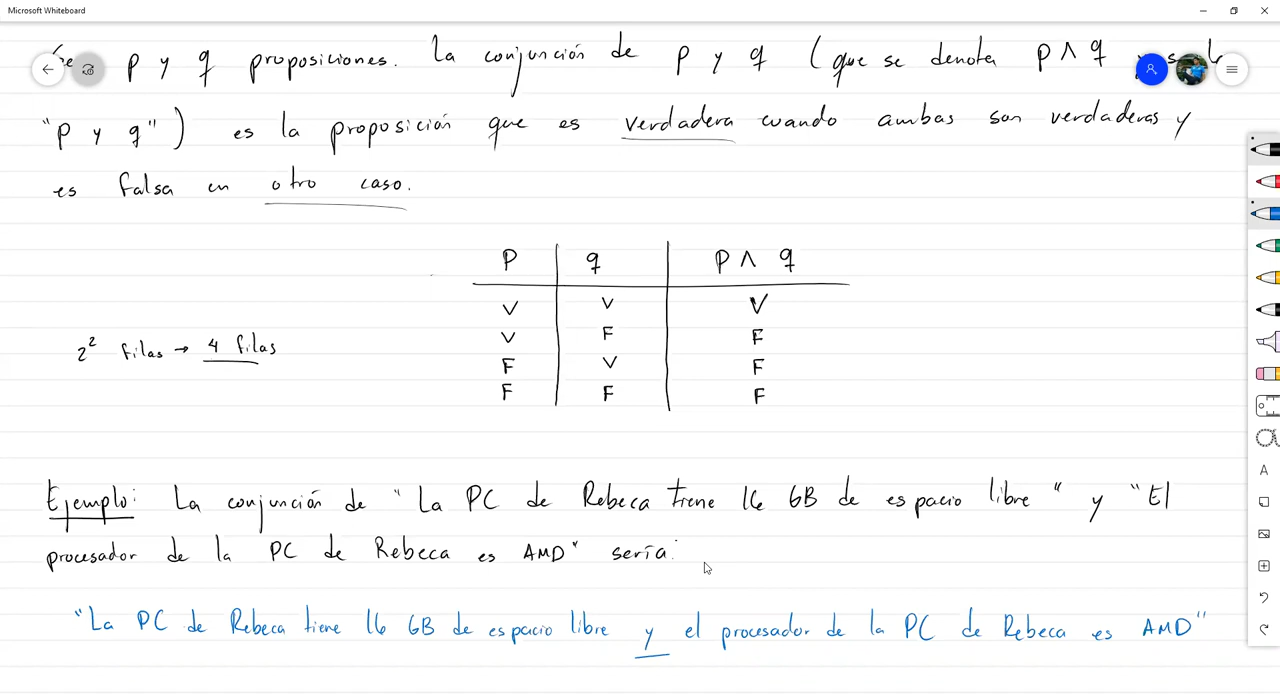 Microsoft Whiteboard
p y q proposiciones. La conjunción de p y q (que se denota p ∧ q
"p y q") es la proposición que es verdadera cuando ambas son verdaderas y
es falsa en otro caso.
P q P ∧ q
V V V
V F F
2² filas → 4 filas
F V F
F F F
Ejemplo: La conjunción de "La PC de Rebeca tiene 16 GB de espacio libre" y "El
procesador de la PC de Rebeca es AMD" sería:
"La PC de Rebeca tiene 16 GB de espacio libre y el procesador de la PC de Rebeca es AMD"